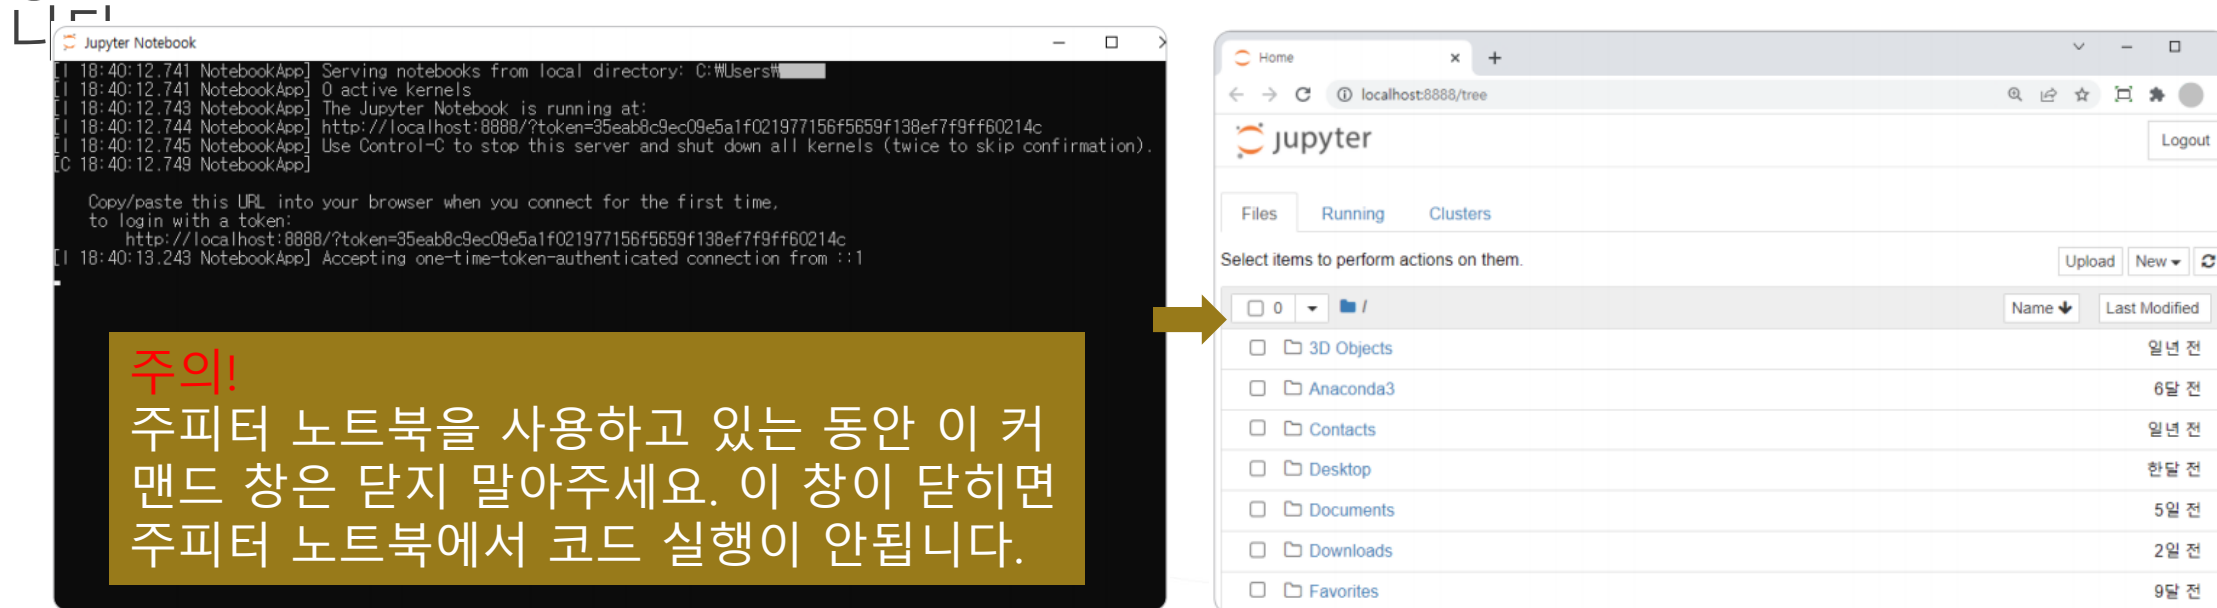 Jupyter Notebook
[I 18:40:12.741 NotebookApp] Serving notebooks from local directory: C:₩Users₩
[I 18:40:12.741 NotebookApp] 0 active kernels
[I 18:40:12.743 NotebookApp] The Jupyter Notebook is running at:
[I 18:40:12.744 NotebookApp] http://localhost:8888/?token=35eab8c9ec09e5a1f021977156f5659f138ef7f9ff60214c
[I 18:40:12.745 NotebookApp] Use Control-C to stop this server and shut down all kernels (twice to skip confirmation).
[C 18:40:12.749 NotebookApp]
Copy/paste this URL into your browser when you connect for the first time,
to login with a token:
http://localhost:8888/?token=35eab8c9ec09e5a1f021977156f5659f138ef7f9ff60214c
[I 18:40:13.243 NotebookApp] Accepting one-time-token-authenticated connection from ::1
주의!
주피터 노트북을 사용하고 있는 동안 이 커
맨드 창은 닫지 말아주세요. 이 창이 닫히면
주피터 노트북에서 코드 실행이 안됩니다.
Home
localhost:8888/tree
jupyter
Logout
Files Running Clusters
Select items to perform actions on them.
Upload New
0 /
Name Last Modified
3D Objects 일년 전
Anaconda3 6달 전
Contacts 일년 전
Desktop 한달 전
Documents 5일 전
Downloads 2일 전
Favorites 9달 전